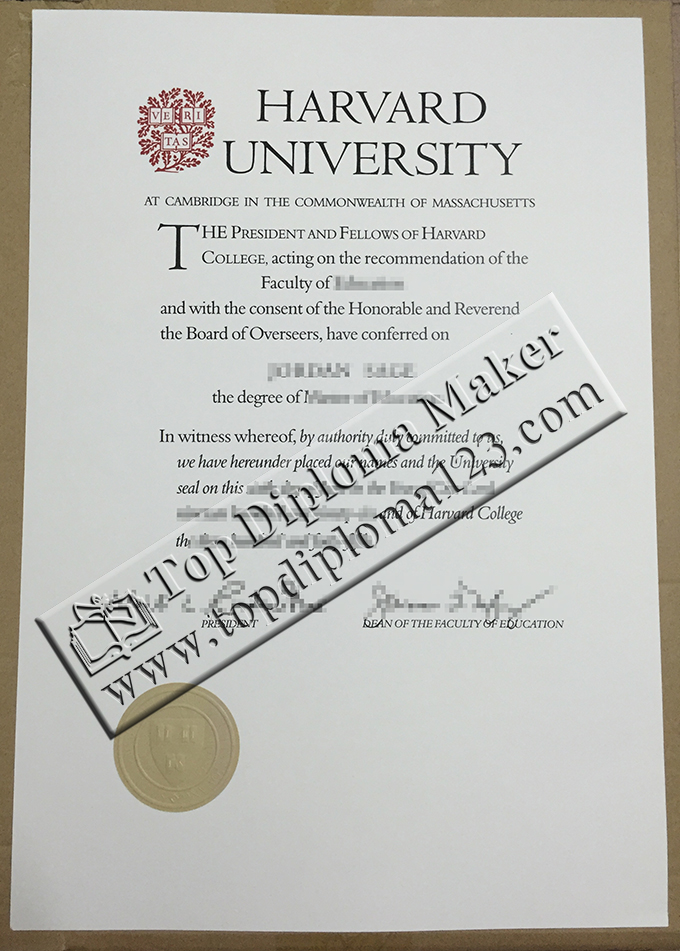 VE RI
TAS
HARVARD
UNIVERSITY
AT CAMBRIDGE IN THE COMMONWEALTH OF MASSACHUSETTS
THE PRESIDENT AND FELLOWS OF HARVARD
COLLEGE, acting on the recommendation of the
Faculty of
and with the consent of the Honorable and Reverend
the Board of Overseers, have conferred on
the degree of
In witness whereof, by authority duly committed to us,
we have hereunder placed our names and the University
seal on this
and of Harvard College
PRESIDENT
DEAN OF THE FACULTY OF EDUCATION
Top Diploma Maker
www.topdiploma123.com